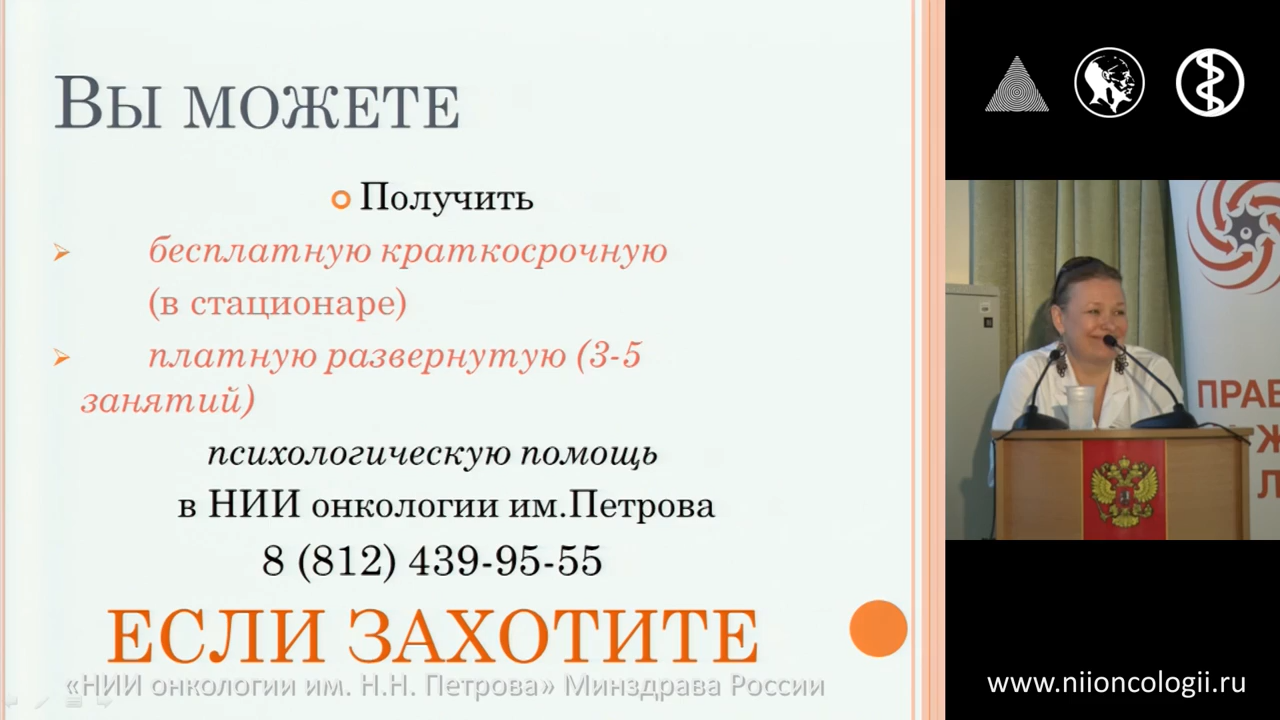 Вы можете
Получить
бесплатную краткосрочную
(в стационаре)
платную развернутую (3-5
занятий)
психологическую помощь
в НИИ онкологии им.Петрова
8 (812) 439-95-55
ЕСЛИ ЗАХОТИТЕ
«НИИ онкологии им. Н.Н. Петрова» Минздрава России
ПРАВ
Ж
Л
www.niioncologii.ru